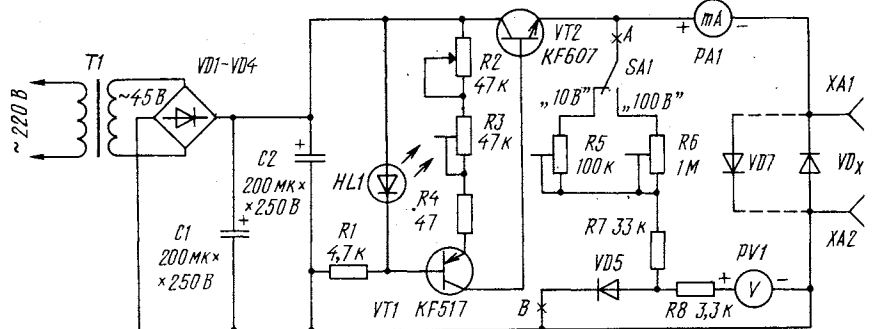 T1
~220 В
~45 В
VD1-VD4
C2
200 мк×
×250 В
C1
200 мк×
×250 В
HL1
R1
4,7 к
R2
47 к
R3
47 к
R4
47
VT1
KF517
VT2
KF607
A
SA1
„10 В"
„100 В"
R5
100 к
R6
1 М
R7 33 к
VD5
B
R8 3,3 к
+ mA -
PA1
PV1
+ V -
VD7
VDx
XA1
XA2
+
+